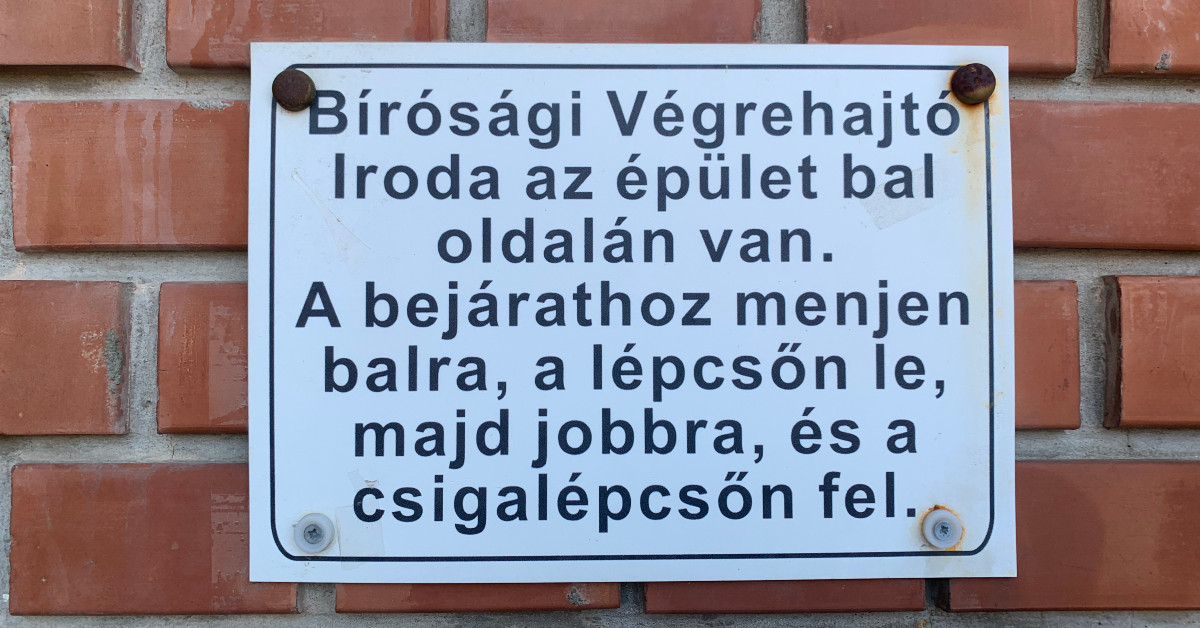 Bírósági Végrehajtó
Iroda az épület bal
oldalán van.
A bejárathoz menjen
balra, a lépcsőn le,
majd jobbra, és a
csigalépcsőn fel.